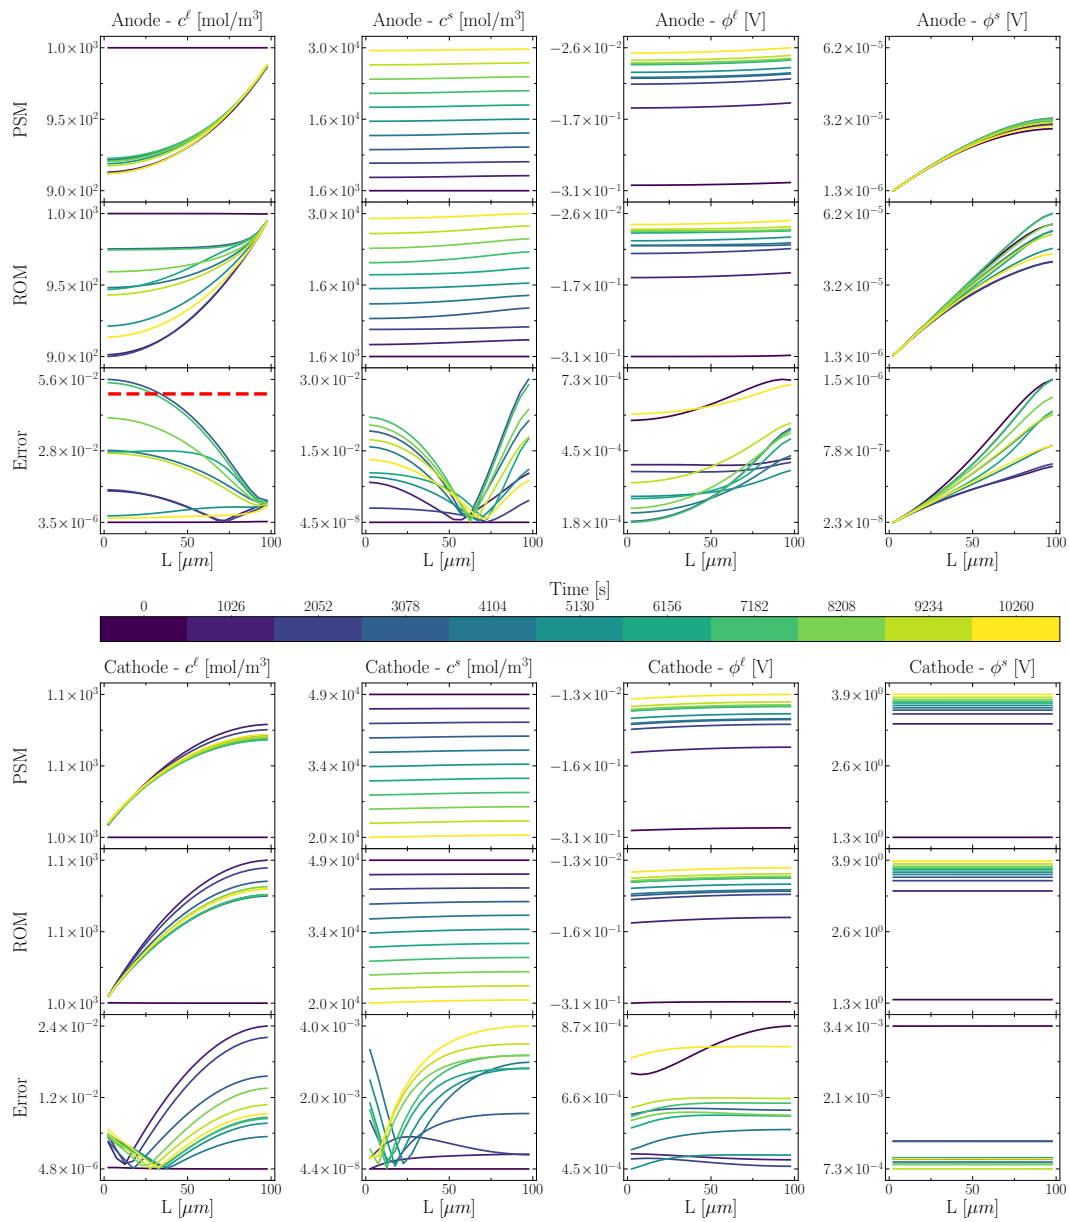 Anode - c^ℓ [mol/m³] Anode - c^s [mol/m³] Anode - ϕ^ℓ [V] Anode - ϕ^s [V]
PSM
1.0×10³ 3.0×10⁴ −2.6×10⁻² 6.2×10⁻⁵
9.5×10² 1.6×10⁴ −1.7×10⁻¹ 3.2×10⁻⁵
9.0×10² 1.6×10³ −3.1×10⁻¹ 1.3×10⁻⁶
ROM
1.0×10³ 3.0×10⁴ −2.6×10⁻² 6.2×10⁻⁵
9.5×10² 1.6×10⁴ −1.7×10⁻¹ 3.2×10⁻⁵
9.0×10² 1.6×10³ −3.1×10⁻¹ 1.3×10⁻⁶
Error
5.6×10⁻² 3.0×10⁻² 7.3×10⁻⁴ 1.5×10⁻⁶
2.8×10⁻² 1.5×10⁻² 4.5×10⁻⁴ 7.8×10⁻⁷
3.5×10⁻⁶ 4.5×10⁻⁸ 1.8×10⁻⁴ 2.3×10⁻⁸
0 50 100 0 50 100 0 50 100 0 50 100
L [μm] L [μm] L [μm] L [μm]
Time [s]
0 1026 2052 3078 4104 5130 6156 7182 8208 9234 10260
Cathode - c^ℓ [mol/m³] Cathode - c^s [mol/m³] Cathode - ϕ^ℓ [V] Cathode - ϕ^s [V]
PSM
1.1×10³ 4.9×10⁴ −1.3×10⁻² 3.9×10⁰
1.1×10³ 3.4×10⁴ −1.6×10⁻¹ 2.6×10⁰
1.0×10³ 2.0×10⁴ −3.1×10⁻¹ 1.3×10⁰
ROM
1.1×10³ 4.9×10⁴ −1.3×10⁻² 3.9×10⁰
1.1×10³ 3.4×10⁴ −1.6×10⁻¹ 2.6×10⁰
1.0×10³ 2.0×10⁴ −3.1×10⁻¹ 1.3×10⁰
Error
2.4×10⁻² 4.0×10⁻³ 8.7×10⁻⁴ 3.4×10⁻³
1.2×10⁻² 2.0×10⁻³ 6.6×10⁻⁴ 2.1×10⁻³
4.8×10⁻⁶ 4.4×10⁻⁸ 4.5×10⁻⁴ 7.3×10⁻⁴
0 50 100 0 50 100 0 50 100 0 50 100
L [μm] L [μm] L [μm] L [μm]